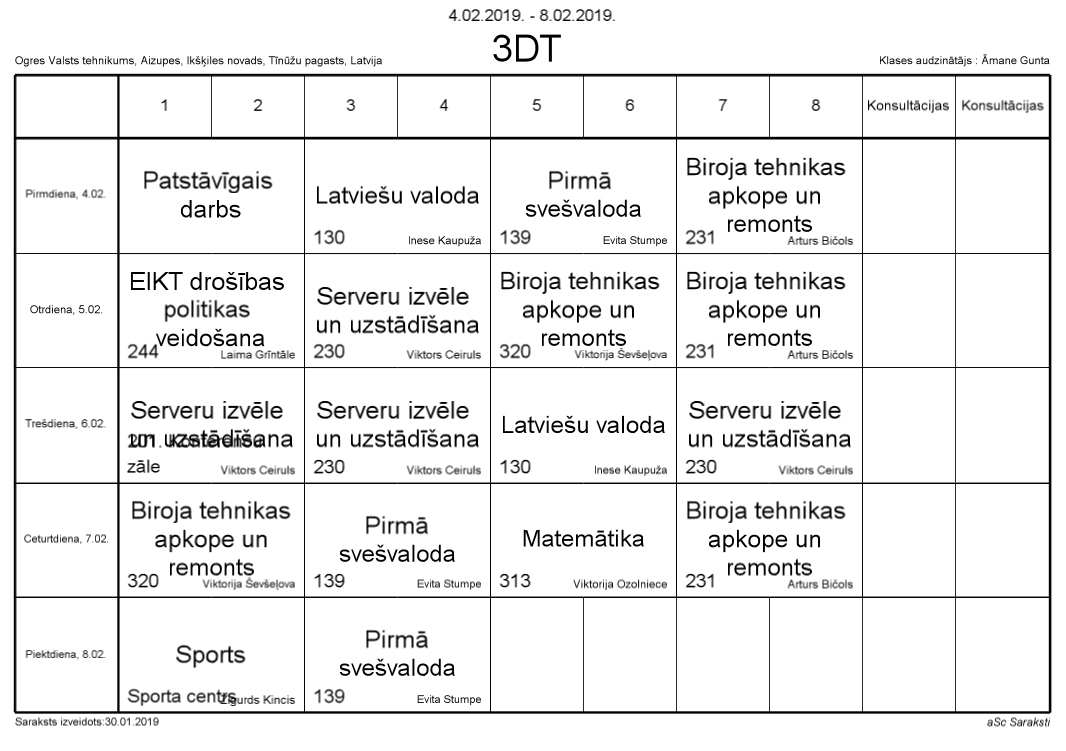 4.02.2019. - 8.02.2019.
3DT
Ogres Valsts tehnikums, Aizupes, Ikšķiles novads, Tīnūžu pagasts, Latvija
Klases audzinātājs : Āmane Gunta
1 2 3 4 5 6 7 8 Konsultācijas Konsultācijas
Pirmdiena, 4.02.
Patstāvīgais
darbs
Latviešu valoda
130 Inese Kaupuža
Pirmā
svešvaloda
139 Evita Stumpe
Biroja tehnikas
apkope un
remonts
231 Arturs Bičols
Otrdiena, 5.02.
EIKT drošības
politikas
veidošana
244 Laima Grīntāle
Serveru izvēle
un uzstādīšana
230 Viktors Ceiruls
Biroja tehnikas
apkope un
remonts
320 Viktorija Ševšeļova
Biroja tehnikas
apkope un
remonts
231 Arturs Bičols
Trešdiena, 6.02.
Serveru izvēle
un uzstādīšana
201. Konferenču
zāle Viktors Ceiruls
Serveru izvēle
un uzstādīšana
230 Viktors Ceiruls
Latviešu valoda
130 Inese Kaupuža
Serveru izvēle
un uzstādīšana
230 Viktors Ceiruls
Ceturtdiena, 7.02.
Biroja tehnikas
apkope un
remonts
320 Viktorija Ševšeļova
Pirmā
svešvaloda
139 Evita Stumpe
Matemātika
313 Viktorija Ozolniece
Biroja tehnikas
apkope un
remonts
231 Arturs Bičols
Piektdiena, 8.02.
Sports
Sporta centrs Zigurds Kincis
Pirmā
svešvaloda
139 Evita Stumpe
Saraksts izveidots:30.01.2019
aSc Saraksti